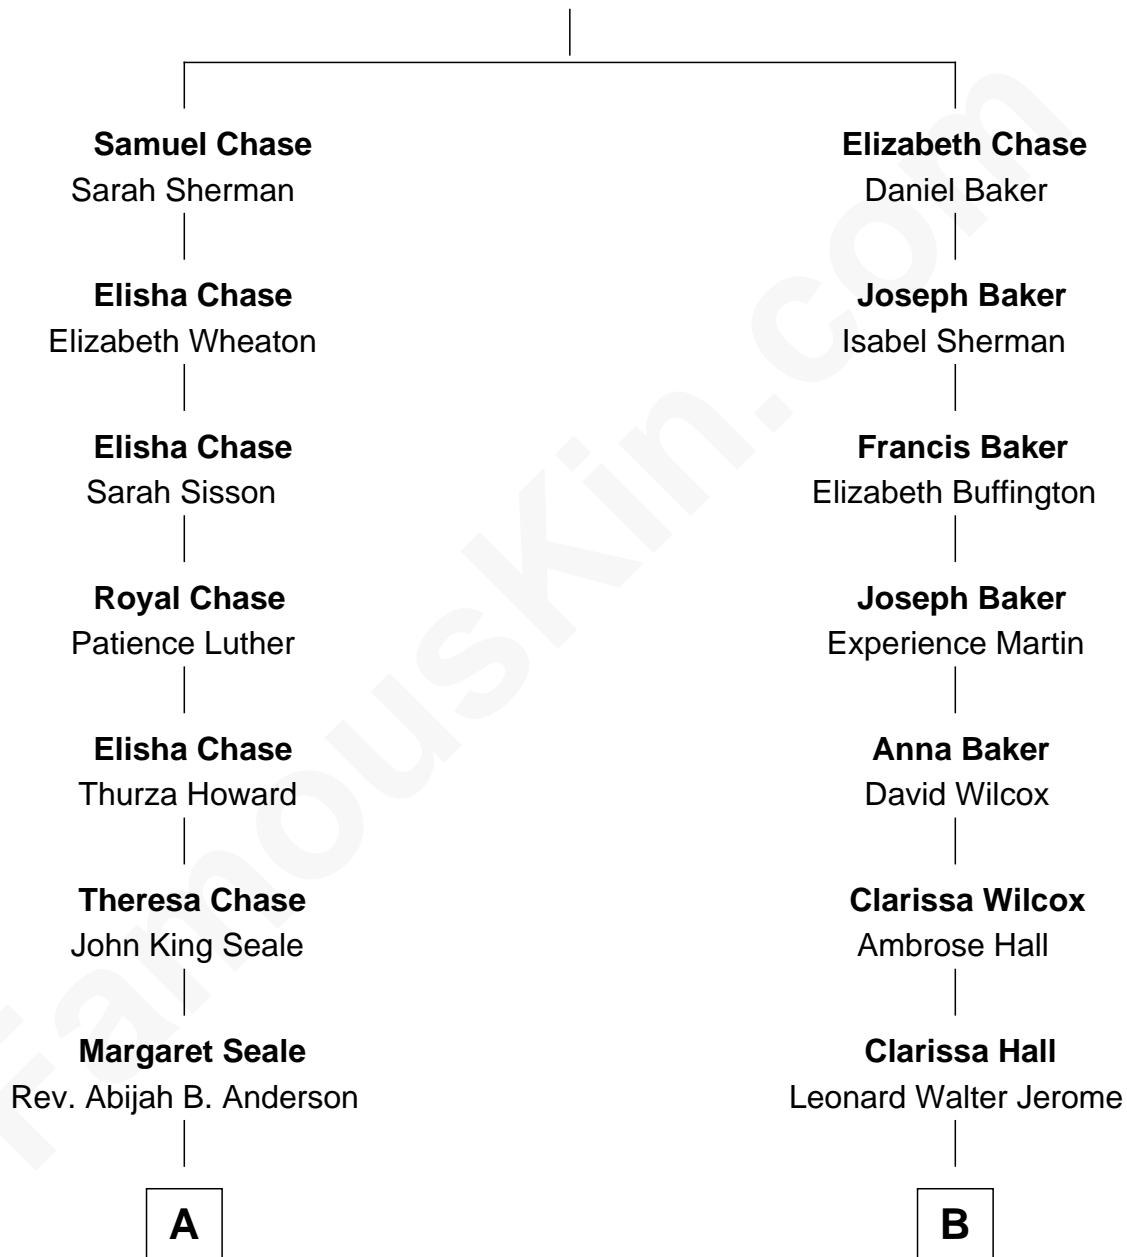 Samuel Chase
Sarah Sherman
Elisha Chase
Elizabeth Wheaton
Elisha Chase
Sarah Sisson
Royal Chase
Patience Luther
Elisha Chase
Thurza Howard
Theresa Chase
John King Seale
Margaret Seale
Rev. Abijah B. Anderson
A
Elizabeth Chase
Daniel Baker
Joseph Baker
Isabel Sherman
Francis Baker
Elizabeth Buffington
Joseph Baker
Experience Martin
Anna Baker
David Wilcox
Clarissa Wilcox
Ambrose Hall
Clarissa Hall
Leonard Walter Jerome
B
FamousKin.com